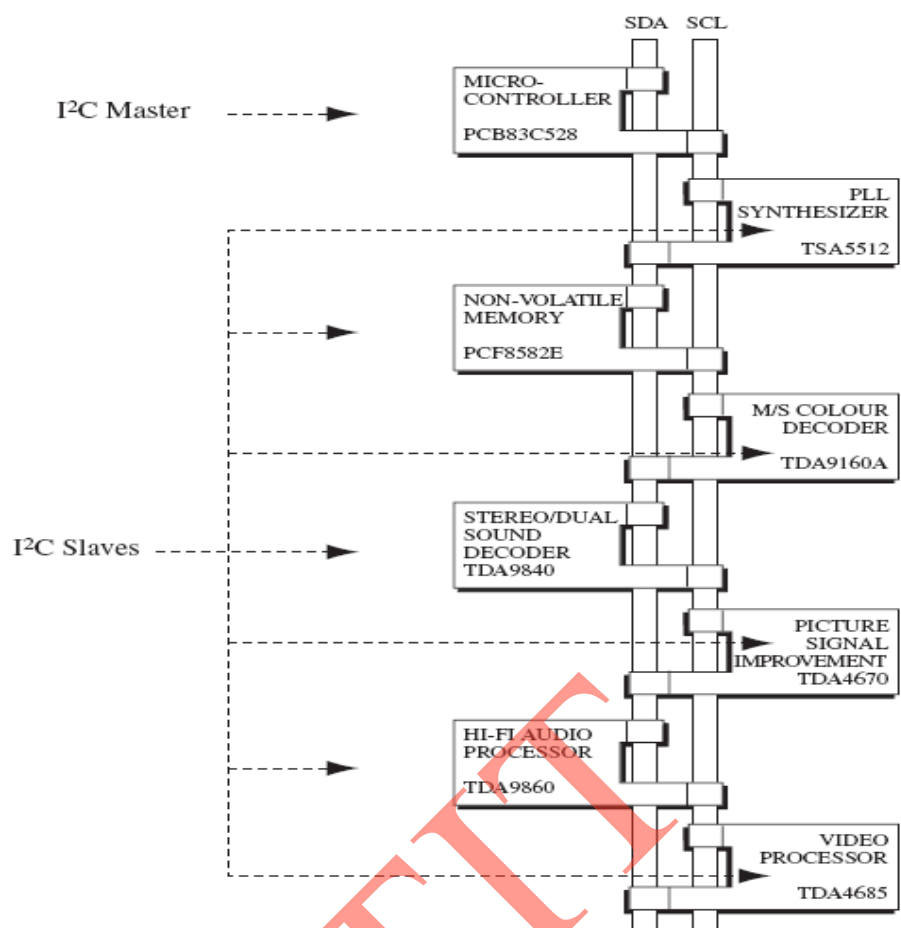 SDA SCL
I²C Master
MICRO-
CONTROLLER
PCB83C528
PLL
SYNTHESIZER
TSA5512
NON-VOLATILE
MEMORY
PCF8582E
M/S COLOUR
DECODER
TDA9160A
I²C Slaves
STEREO/DUAL
SOUND
DECODER
TDA9840
PICTURE
SIGNAL
IMPROVEMENT
TDA4670
HI-FI AUDIO
PROCESSOR
TDA9860
VIDEO
PROCESSOR
TDA4685